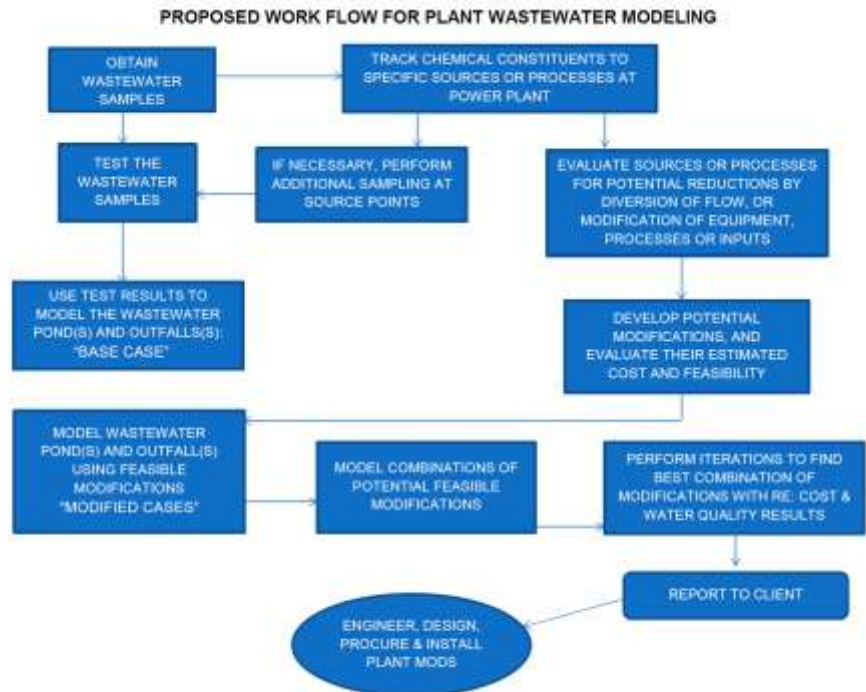 PROPOSED WORK FLOW FOR PLANT WASTEWATER MODELING
OBTAIN
WASTEWATER
SAMPLES
TRACK CHEMICAL CONSTITUENTS TO
SPECIFIC SOURCES OR PROCESSES AT
POWER PLANT
TEST THE
WASTEWATER
SAMPLES
IF NECESSARY, PERFORM
ADDITIONAL SAMPLING AT
SOURCE POINTS
EVALUATE SOURCES OR PROCESSES
FOR POTENTIAL REDUCTIONS BY
DIVERSION OF FLOW, OR
MODIFICATION OF EQUIPMENT,
PROCESSES OR INPUTS
USE TEST RESULTS TO
MODEL THE WASTEWATER
POND(S) AND OUTFALLS(S):
"BASE CASE"
DEVELOP POTENTIAL
MODIFICATIONS, AND
EVALUATE THEIR ESTIMATED
COST AND FEASIBILITY
MODEL WASTEWATER
POND(S) AND OUTFALL(S)
USING FEASIBLE
MODIFICATIONS
"MODIFIED CASES"
MODEL COMBINATIONS OF
POTENTIAL FEASIBLE
MODIFICATIONS
PERFORM ITERATIONS TO FIND
BEST COMBINATION OF
MODIFICATIONS WITH RE: COST &
WATER QUALITY RESULTS
REPORT TO CLIENT
ENGINEER, DESIGN,
PROCURE & INSTALL
PLANT MODS